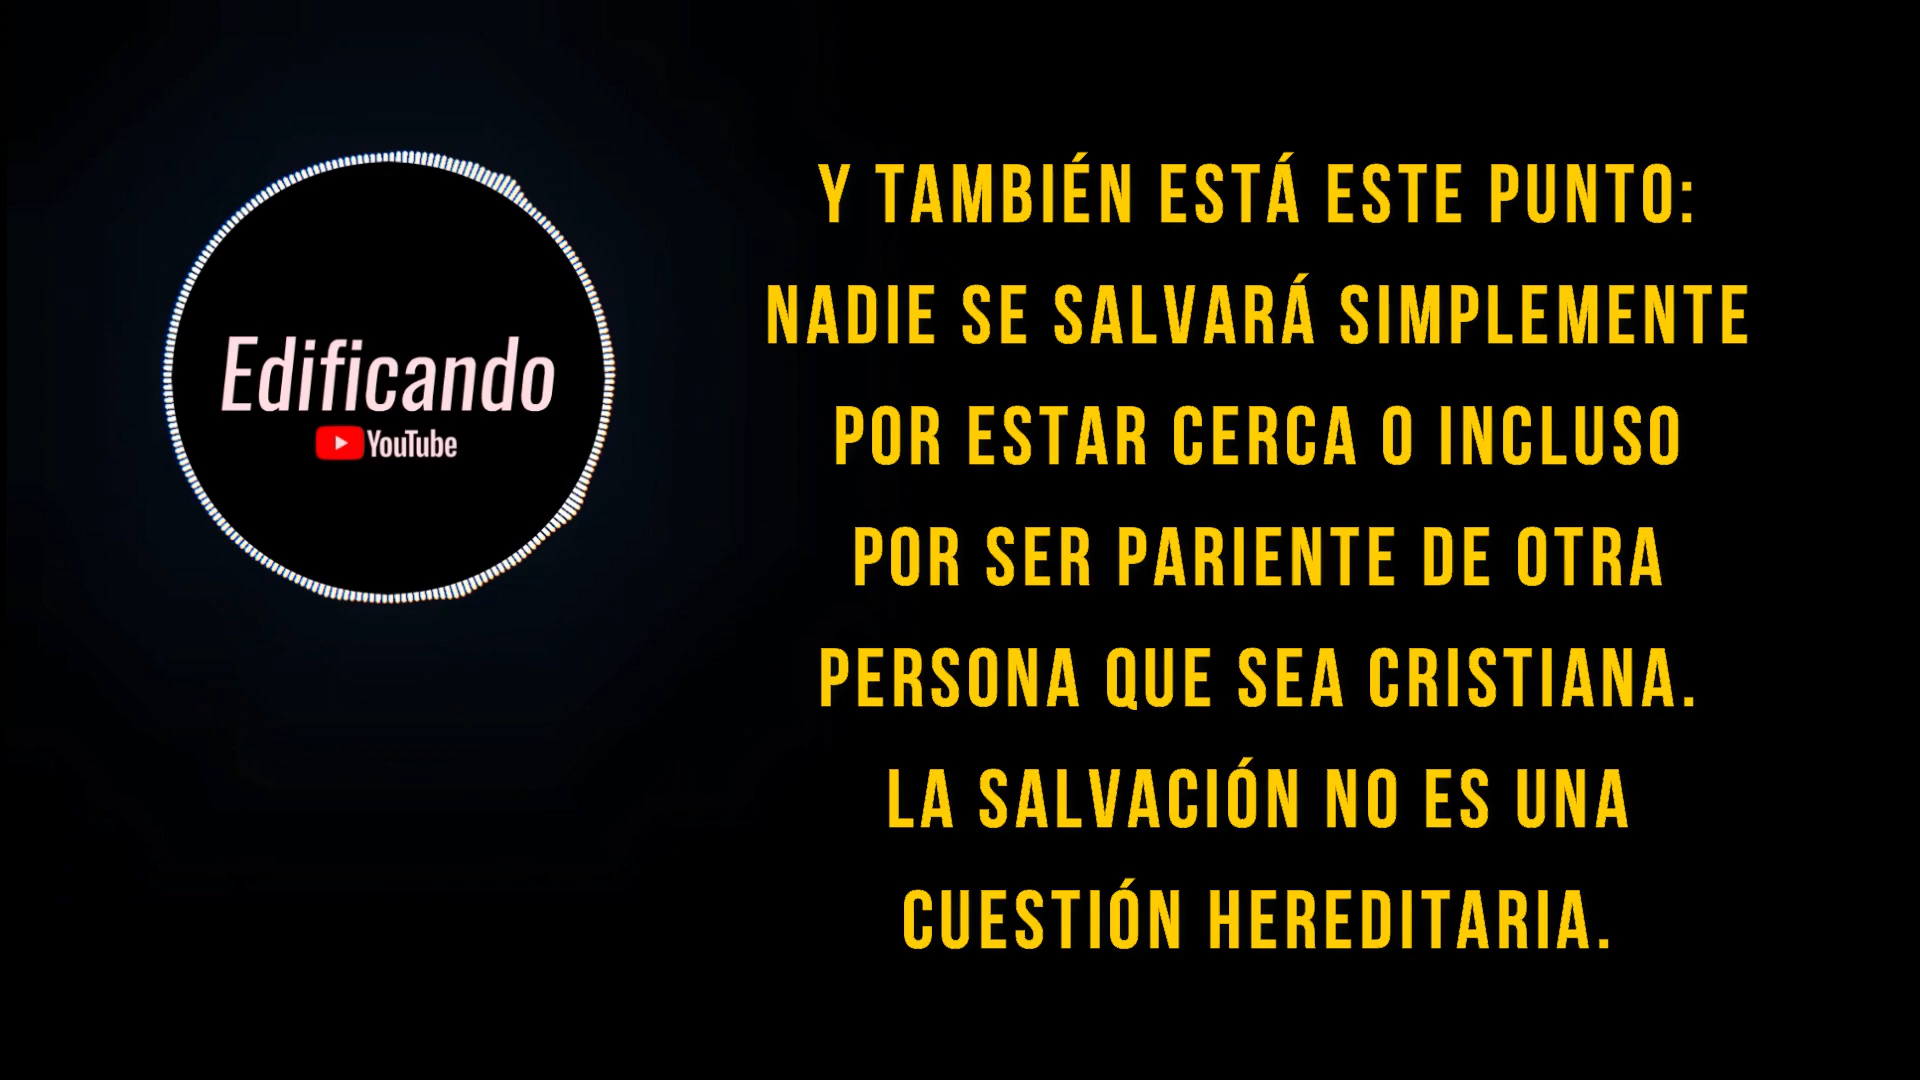 Edificando
YouTube
Y TAMBIÉN ESTÁ ESTE PUNTO:
NADIE SE SALVARÁ SIMPLEMENTE
POR ESTAR CERCA O INCLUSO
POR SER PARIENTE DE OTRA
PERSONA QUE SEA CRISTIANA.
LA SALVACIÓN NO ES UNA
CUESTIÓN HEREDITARIA.